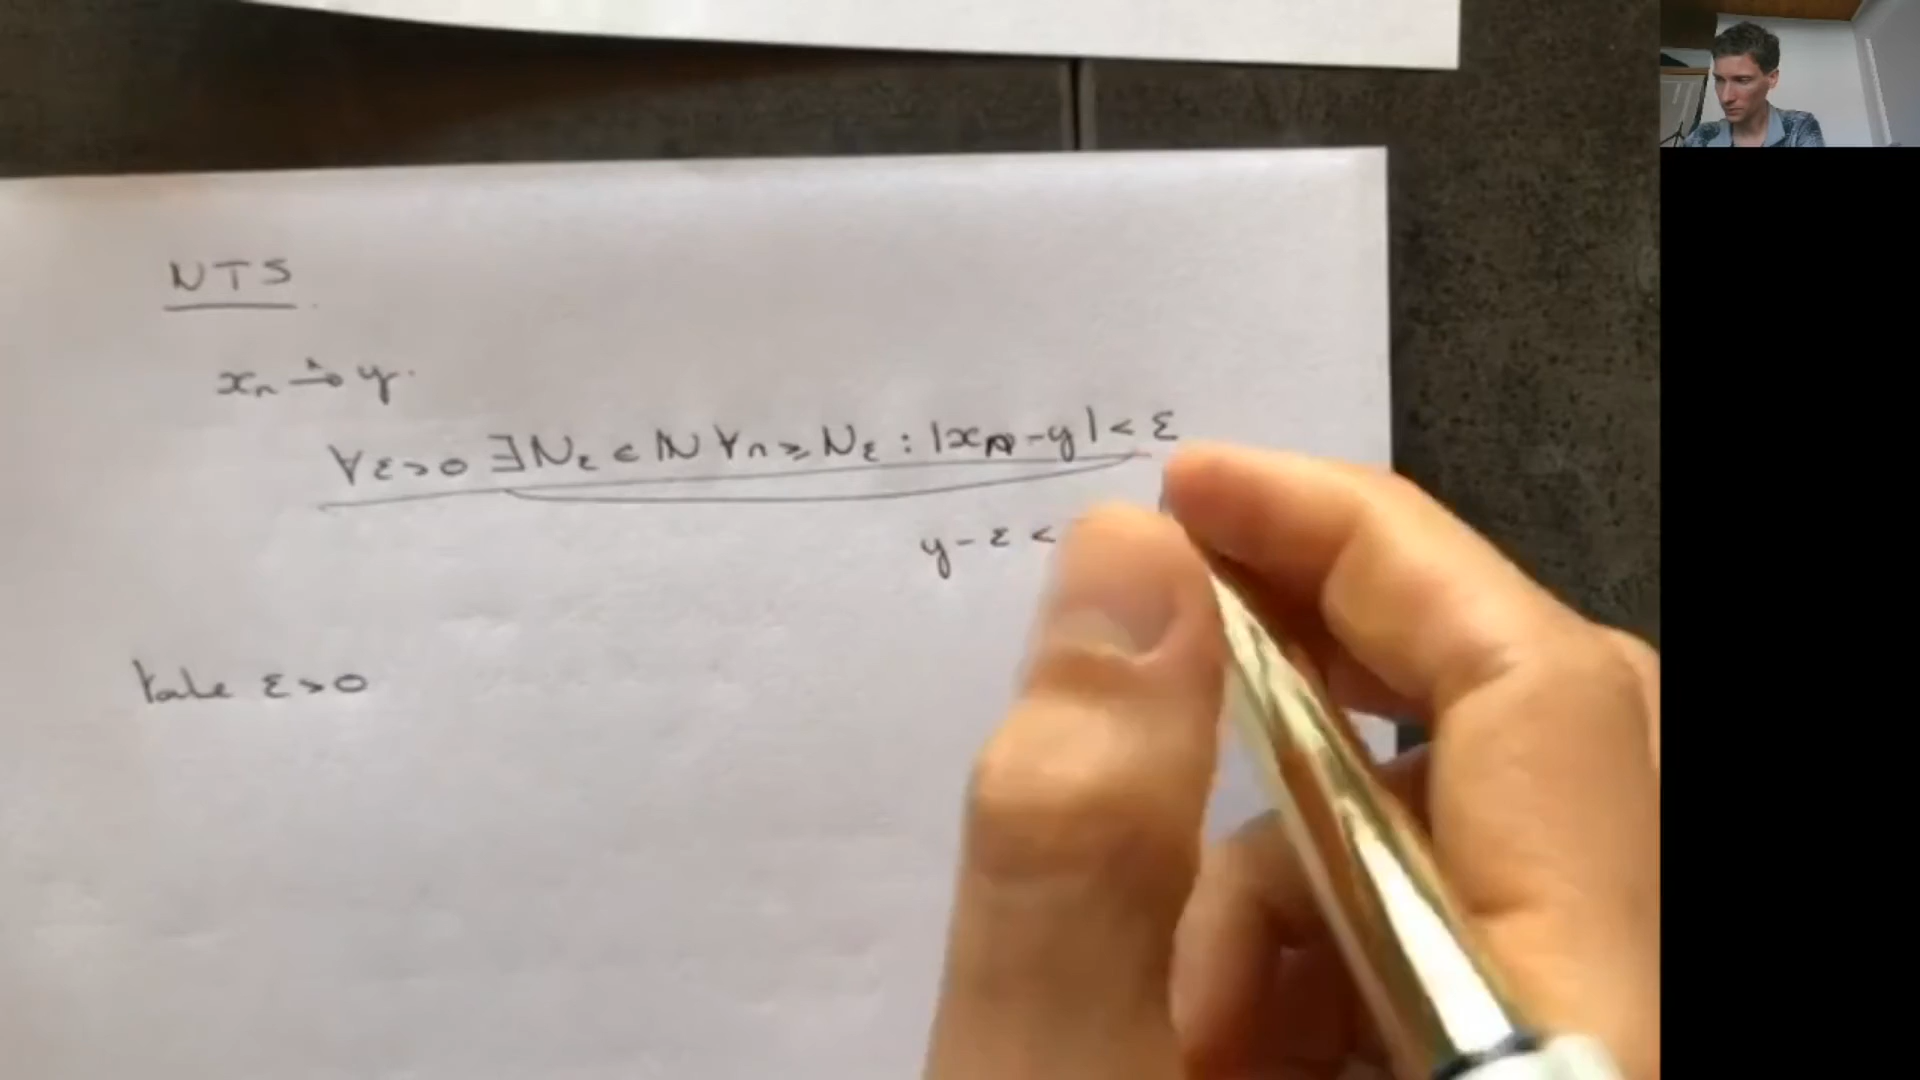 NTS
xₙ → y.
∀ε>0 ∃N_ε ∈ ℕ ∀n ≥ N_ε : |xₙ - y| < ε
y - ε <
take ε > 0